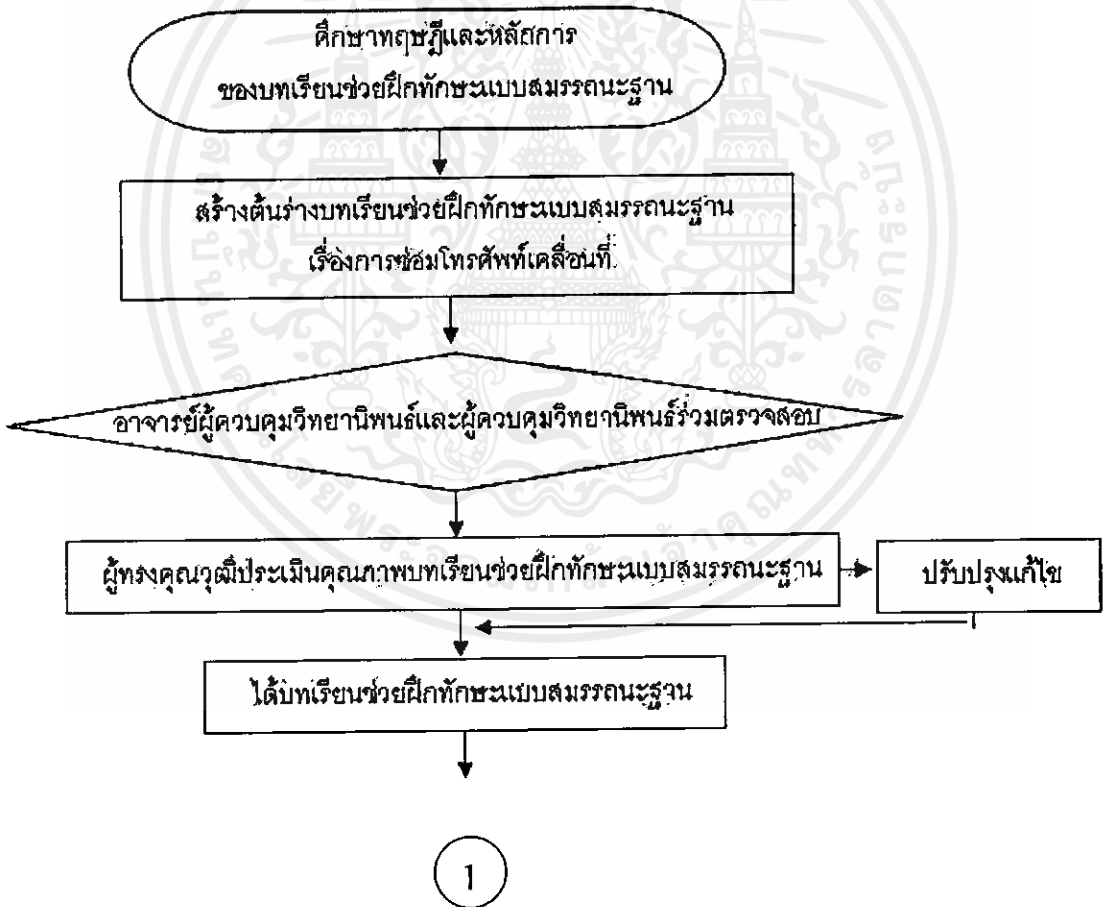 ศึกษาทฤษฎีและหลักการ
ของบทเรียนช่วยฝึกทักษะแบบสมรรถนะฐาน
สร้างต้นร่างบทเรียนช่วยฝึกทักษะแบบสมรรถนะฐาน
เรื่องการซ่อมโทรศัพท์เคลื่อนที่
อาจารย์ผู้ควบคุมวิทยานิพนธ์และผู้ควบคุมวิทยานิพนธ์ร่วมตรวจสอบ
ผู้ทรงคุณวุฒิประเมินคุณภาพบทเรียนช่วยฝึกทักษะแบบสมรรถนะฐาน
ปรับปรุงแก้ไข
ได้บทเรียนช่วยฝึกทักษะแบบสมรรถนะฐาน
1